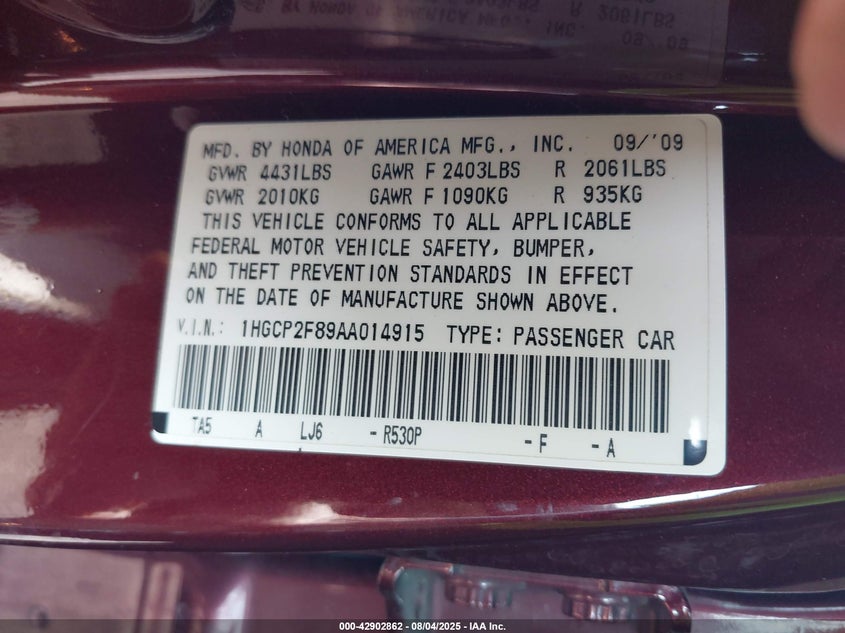 MFD. BY HONDA OF AMERICA MFG., INC. 09/'09
GVWR 4431LBS GAWR F 2403LBS R 2061LBS
GVWR 2010KG GAWR F 1090KG R 935KG
THIS VEHICLE CONFORMS TO ALL APPLICABLE
FEDERAL MOTOR VEHICLE SAFETY, BUMPER,
AND THEFT PREVENTION STANDARDS IN EFFECT
ON THE DATE OF MANUFACTURE SHOWN ABOVE.
V.I.N.: 1HGCP2F89AA014915 TYPE: PASSENGER CAR
TA5 A LJ6 - R530P - F - A
000-42902862 - 08/04/2025 - IAA Inc.